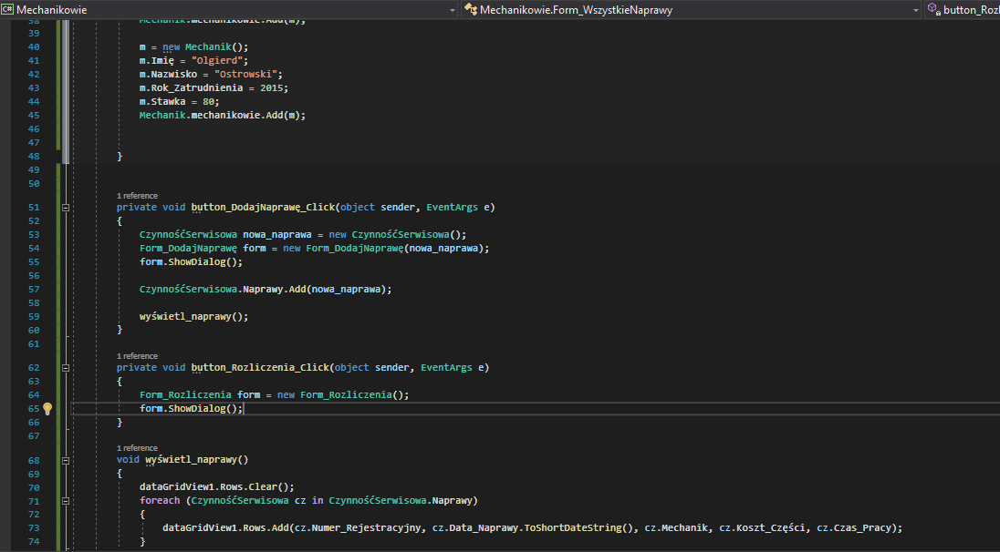 C# Mechanikowie
Mechanikowie.Form_WszystkieNaprawy
button_Roz
38 Mechanik.mechanikowie.Add(m);
39
40 m = new Mechanik();
41 m.Imię = "Olgierd";
42 m.Nazwisko = "Ostrowski";
43 m.Rok_Zatrudnienia = 2015;
44 m.Stawka = 80;
45 Mechanik.mechanikowie.Add(m);
46
47
48 }
49
50
1 reference
51 private void button_DodajNaprawę_Click(object sender, EventArgs e)
52 {
53 CzynnośćSerwisowa nowa_naprawa = new CzynnośćSerwisowa();
54 Form_DodajNaprawę form = new Form_DodajNaprawę(nowa_naprawa);
55 form.ShowDialog();
56
57 CzynnośćSerwisowa.Naprawy.Add(nowa_naprawa);
58
59 wyświetl_naprawy();
60 }
61
1 reference
62 private void button_Rozliczenia_Click(object sender, EventArgs e)
63 {
64 Form_Rozliczenia form = new Form_Rozliczenia();
65 form.ShowDialog();
66 }
67
1 reference
68 void wyświetl_naprawy()
69 {
70 dataGridView1.Rows.Clear();
71 foreach (CzynnośćSerwisowa cz in CzynnośćSerwisowa.Naprawy)
72 {
73 dataGridView1.Rows.Add(cz.Numer_Rejestracyjny, cz.Data_Naprawy.ToShortDateString(), cz.Mechanik, cz.Koszt_Części, cz.Czas_Pracy);
74 }